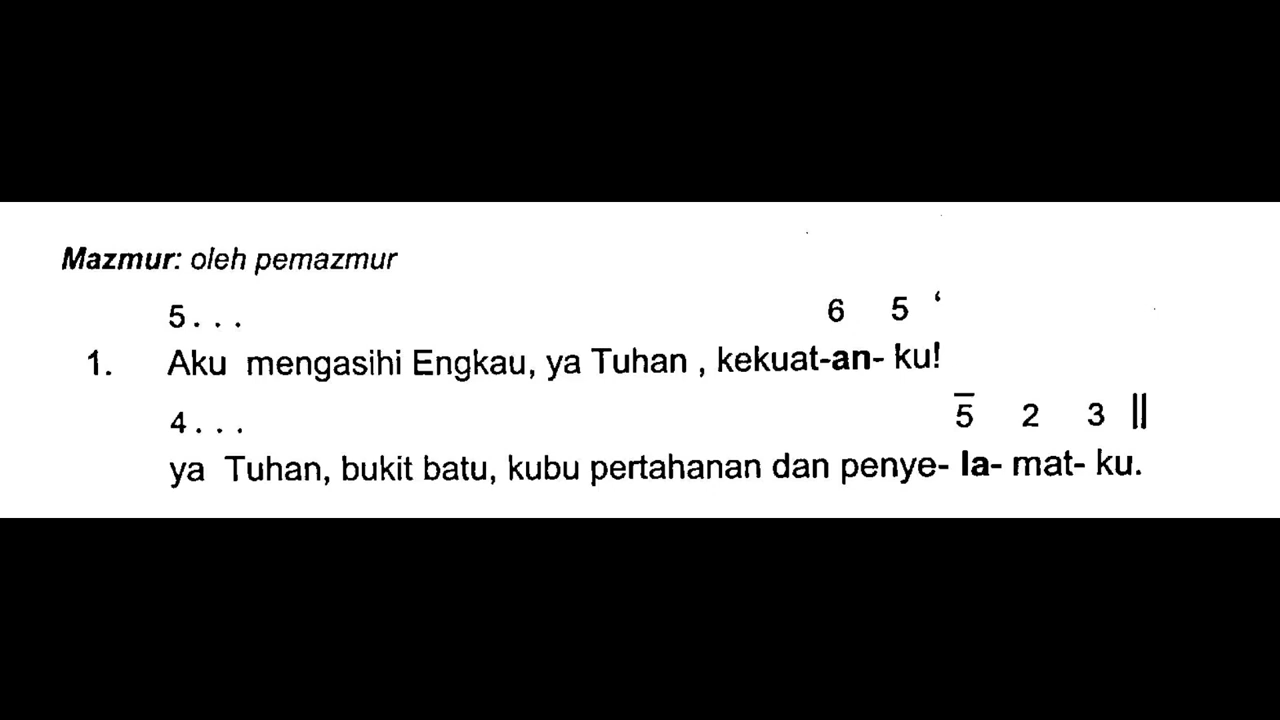 Mazmur: oleh pemazmur
5 . . . 6 5 ‘
1. Aku mengasihi Engkau, ya Tuhan , kekuat-an- ku!
4 . . . 5̅ 2 3 ||
ya Tuhan, bukit batu, kubu pertahanan dan penye- la- mat- ku.